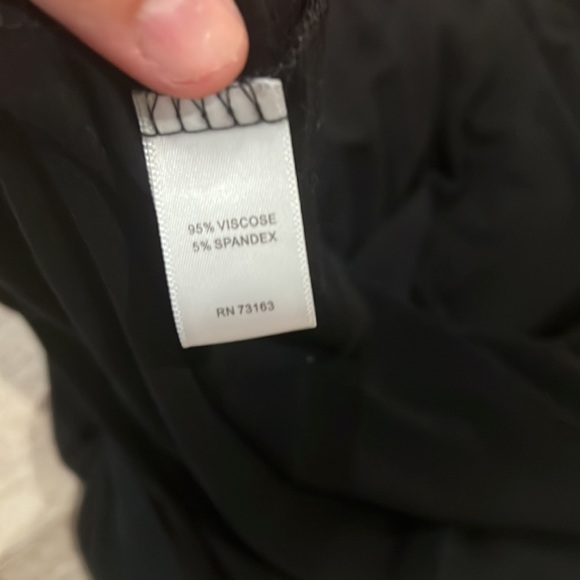 95% VISCOSE
5% SPANDEX
RN 73163